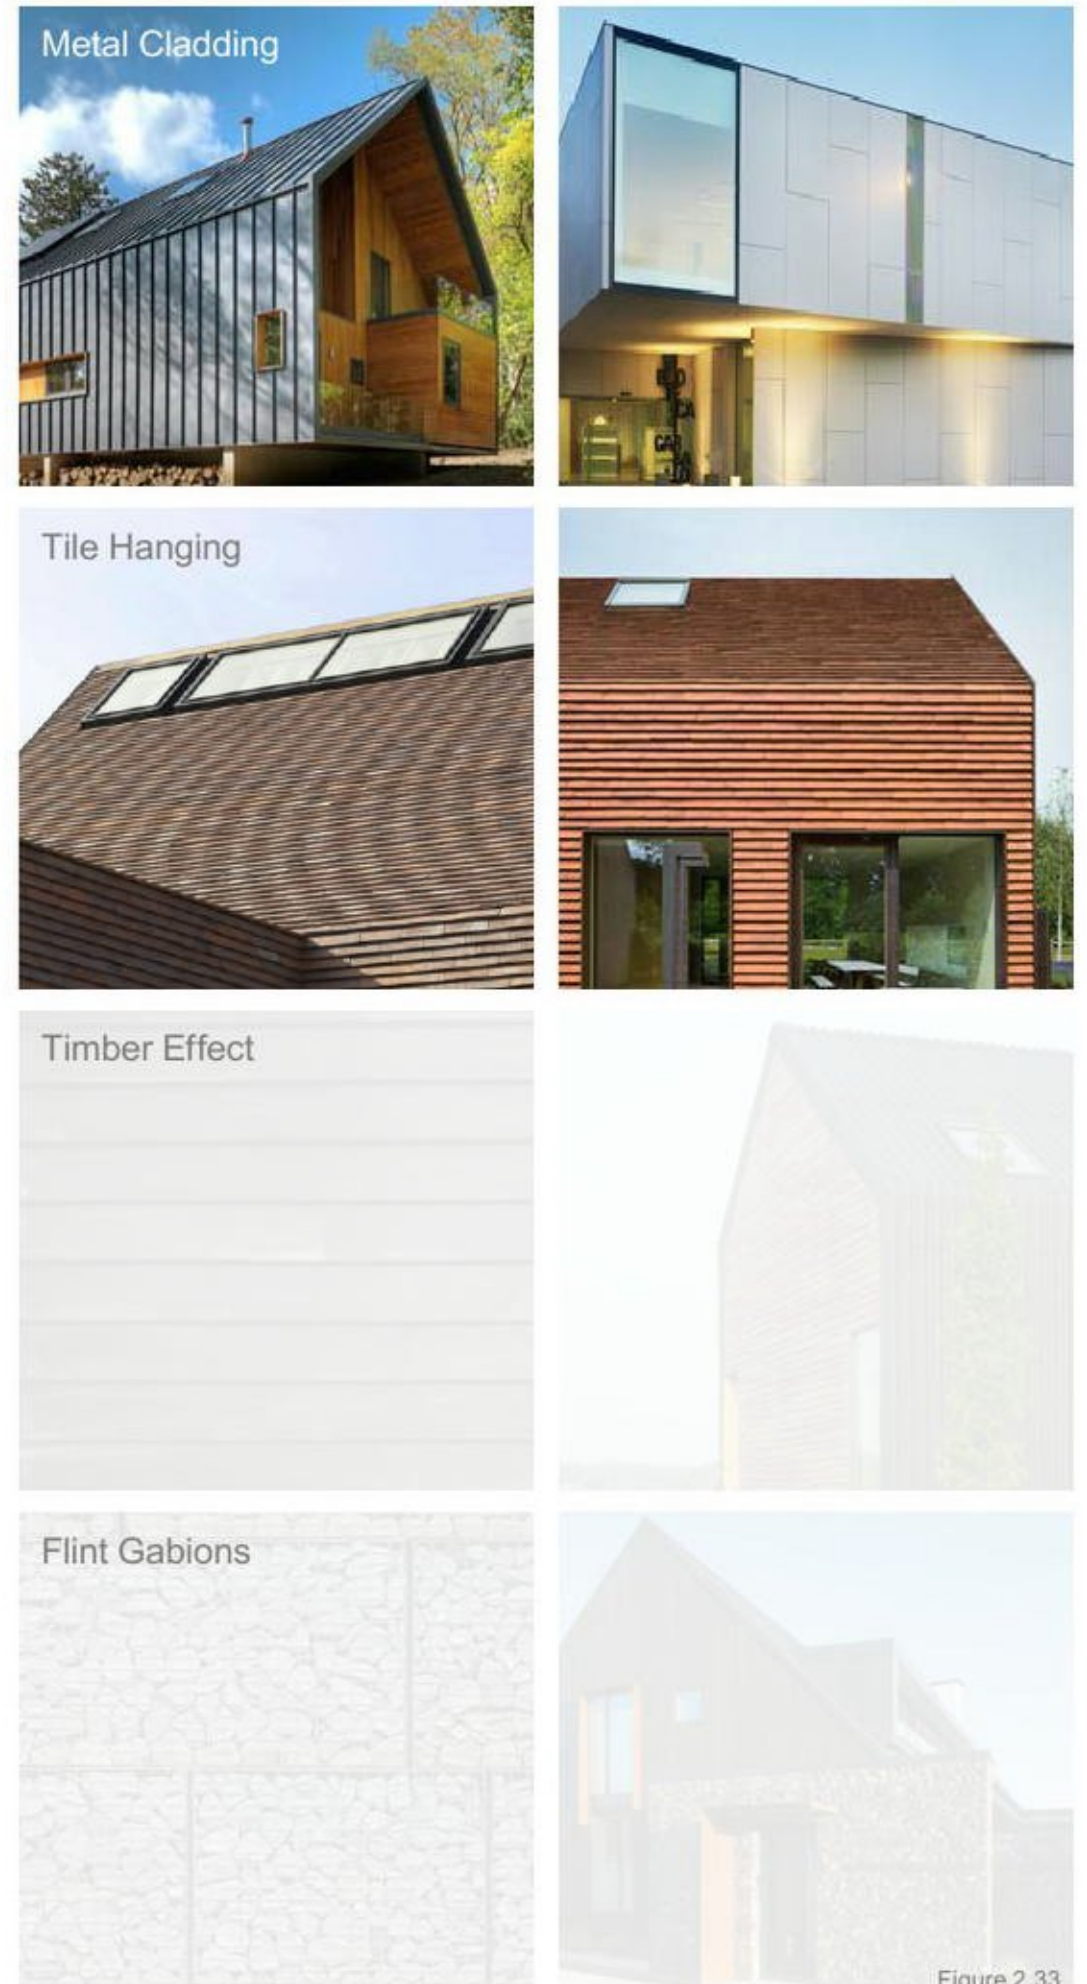 Metal Cladding
Tile Hanging
Timber Effect
Flint Gabions
Figure 2.33